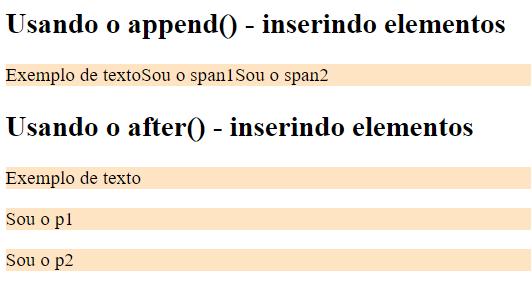 Usando o append() - inserindo elementos
Exemplo de textoSou o span1Sou o span2
Usando o after() - inserindo elementos
Exemplo de texto
Sou o p1
Sou o p2